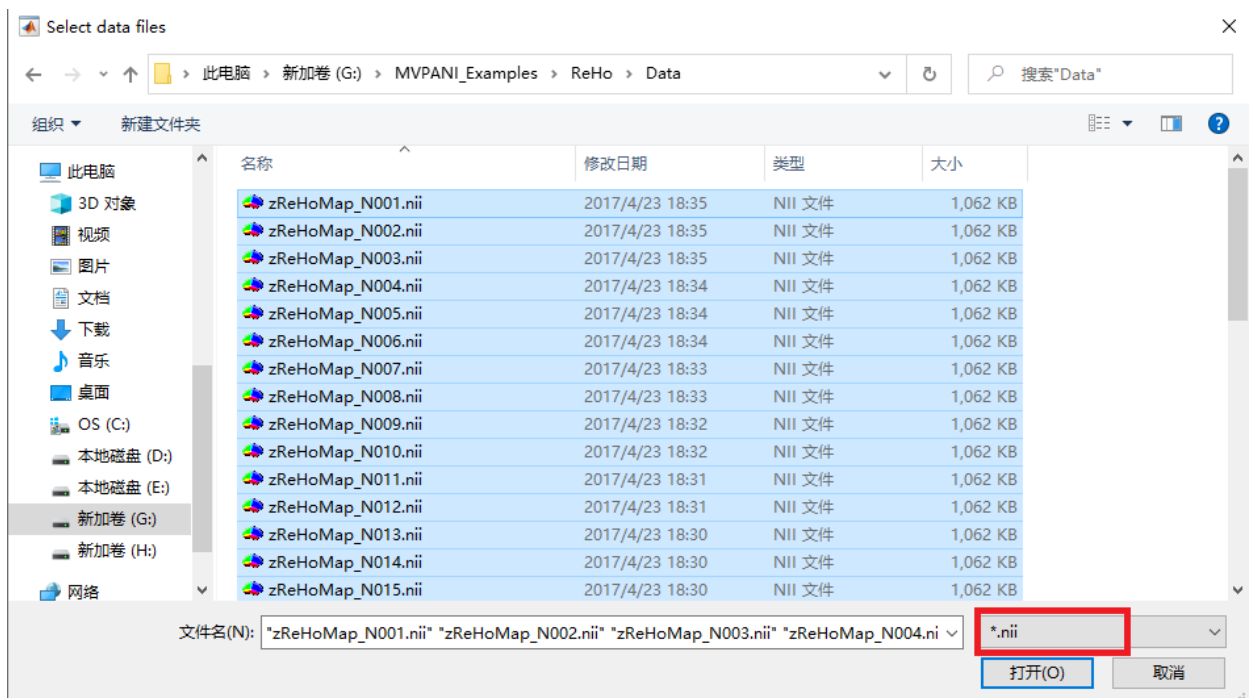 Select data files
此电脑 › 新加卷 (G:) › MVPANI_Examples › ReHo › Data
搜索"Data"
组织 新建文件夹
此电脑
3D 对象
视频
图片
文档
下载
音乐
桌面
OS (C:)
本地磁盘 (D:)
本地磁盘 (E:)
新加卷 (G:)
新加卷 (H:)
网络
名称 修改日期 类型 大小
zReHoMap_N001.nii 2017/4/23 18:35 NII 文件 1,062 KB
zReHoMap_N002.nii 2017/4/23 18:35 NII 文件 1,062 KB
zReHoMap_N003.nii 2017/4/23 18:35 NII 文件 1,062 KB
zReHoMap_N004.nii 2017/4/23 18:34 NII 文件 1,062 KB
zReHoMap_N005.nii 2017/4/23 18:34 NII 文件 1,062 KB
zReHoMap_N006.nii 2017/4/23 18:34 NII 文件 1,062 KB
zReHoMap_N007.nii 2017/4/23 18:33 NII 文件 1,062 KB
zReHoMap_N008.nii 2017/4/23 18:33 NII 文件 1,062 KB
zReHoMap_N009.nii 2017/4/23 18:32 NII 文件 1,062 KB
zReHoMap_N010.nii 2017/4/23 18:32 NII 文件 1,062 KB
zReHoMap_N011.nii 2017/4/23 18:31 NII 文件 1,062 KB
zReHoMap_N012.nii 2017/4/23 18:31 NII 文件 1,062 KB
zReHoMap_N013.nii 2017/4/23 18:30 NII 文件 1,062 KB
zReHoMap_N014.nii 2017/4/23 18:30 NII 文件 1,062 KB
zReHoMap_N015.nii 2017/4/23 18:30 NII 文件 1,062 KB
文件名(N): "zReHoMap_N001.nii" "zReHoMap_N002.nii" "zReHoMap_N003.nii" "zReHoMap_N004.ni
*.nii
打开(O) 取消